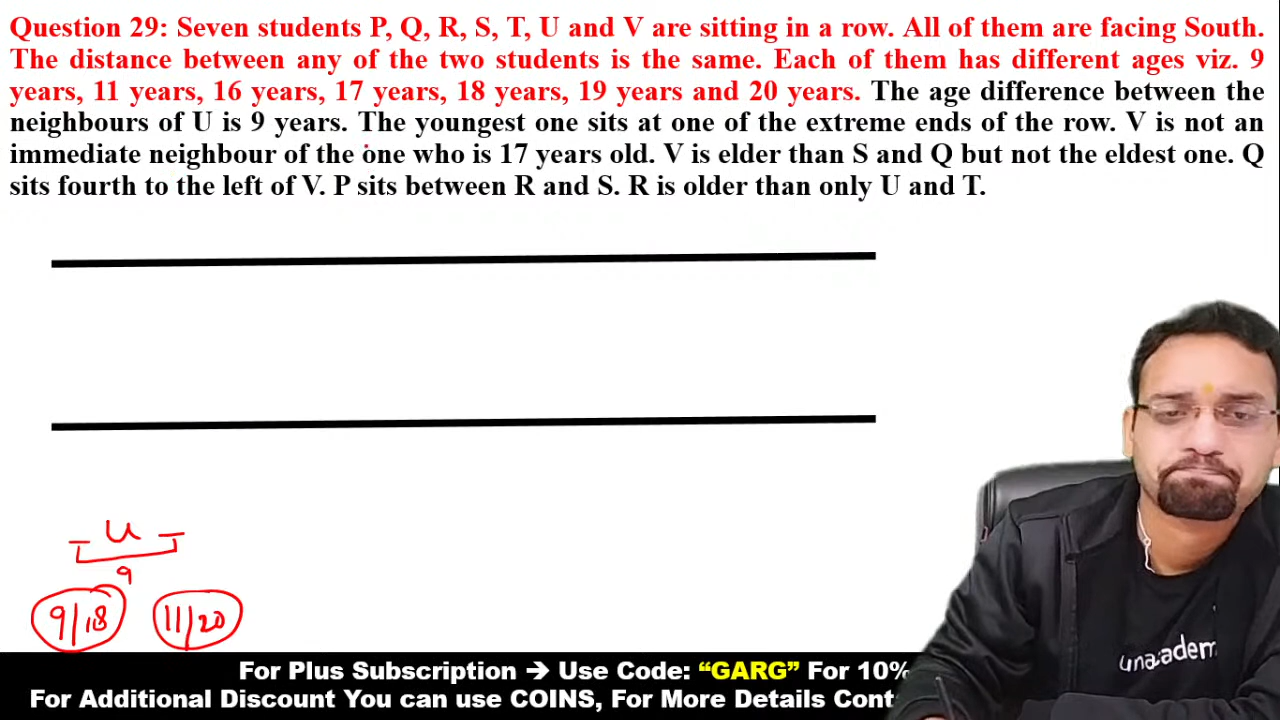 Question 29: Seven students P, Q, R, S, T, U and V are sitting in a row. All of them are facing South.
The distance between any of the two students is the same. Each of them has different ages viz. 9
years, 11 years, 16 years, 17 years, 18 years, 19 years and 20 years. The age difference between the
neighbours of U is 9 years. The youngest one sits at one of the extreme ends of the row. V is not an
immediate neighbour of the one who is 17 years old. V is elder than S and Q but not the eldest one. Q
sits fourth to the left of V. P sits between R and S. R is older than only U and T.
U
9
9/18 11/20
For Plus Subscription → Use Code: “GARG” For 10%
For Additional Discount You can use COINS, For More Details Cont
unacadem